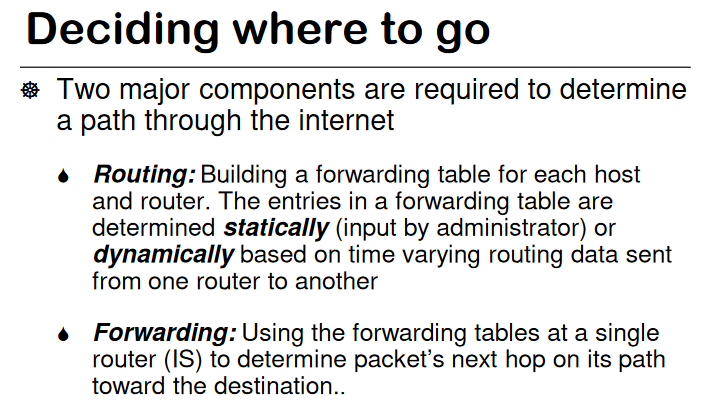 Deciding where to go
Two major components are required to determine
a path through the internet
Routing: Building a forwarding table for each host
and router. The entries in a forwarding table are
determined statically (input by administrator) or
dynamically based on time varying routing data sent
from one router to another
Forwarding: Using the forwarding tables at a single
router (IS) to determine packet’s next hop on its path
toward the destination..